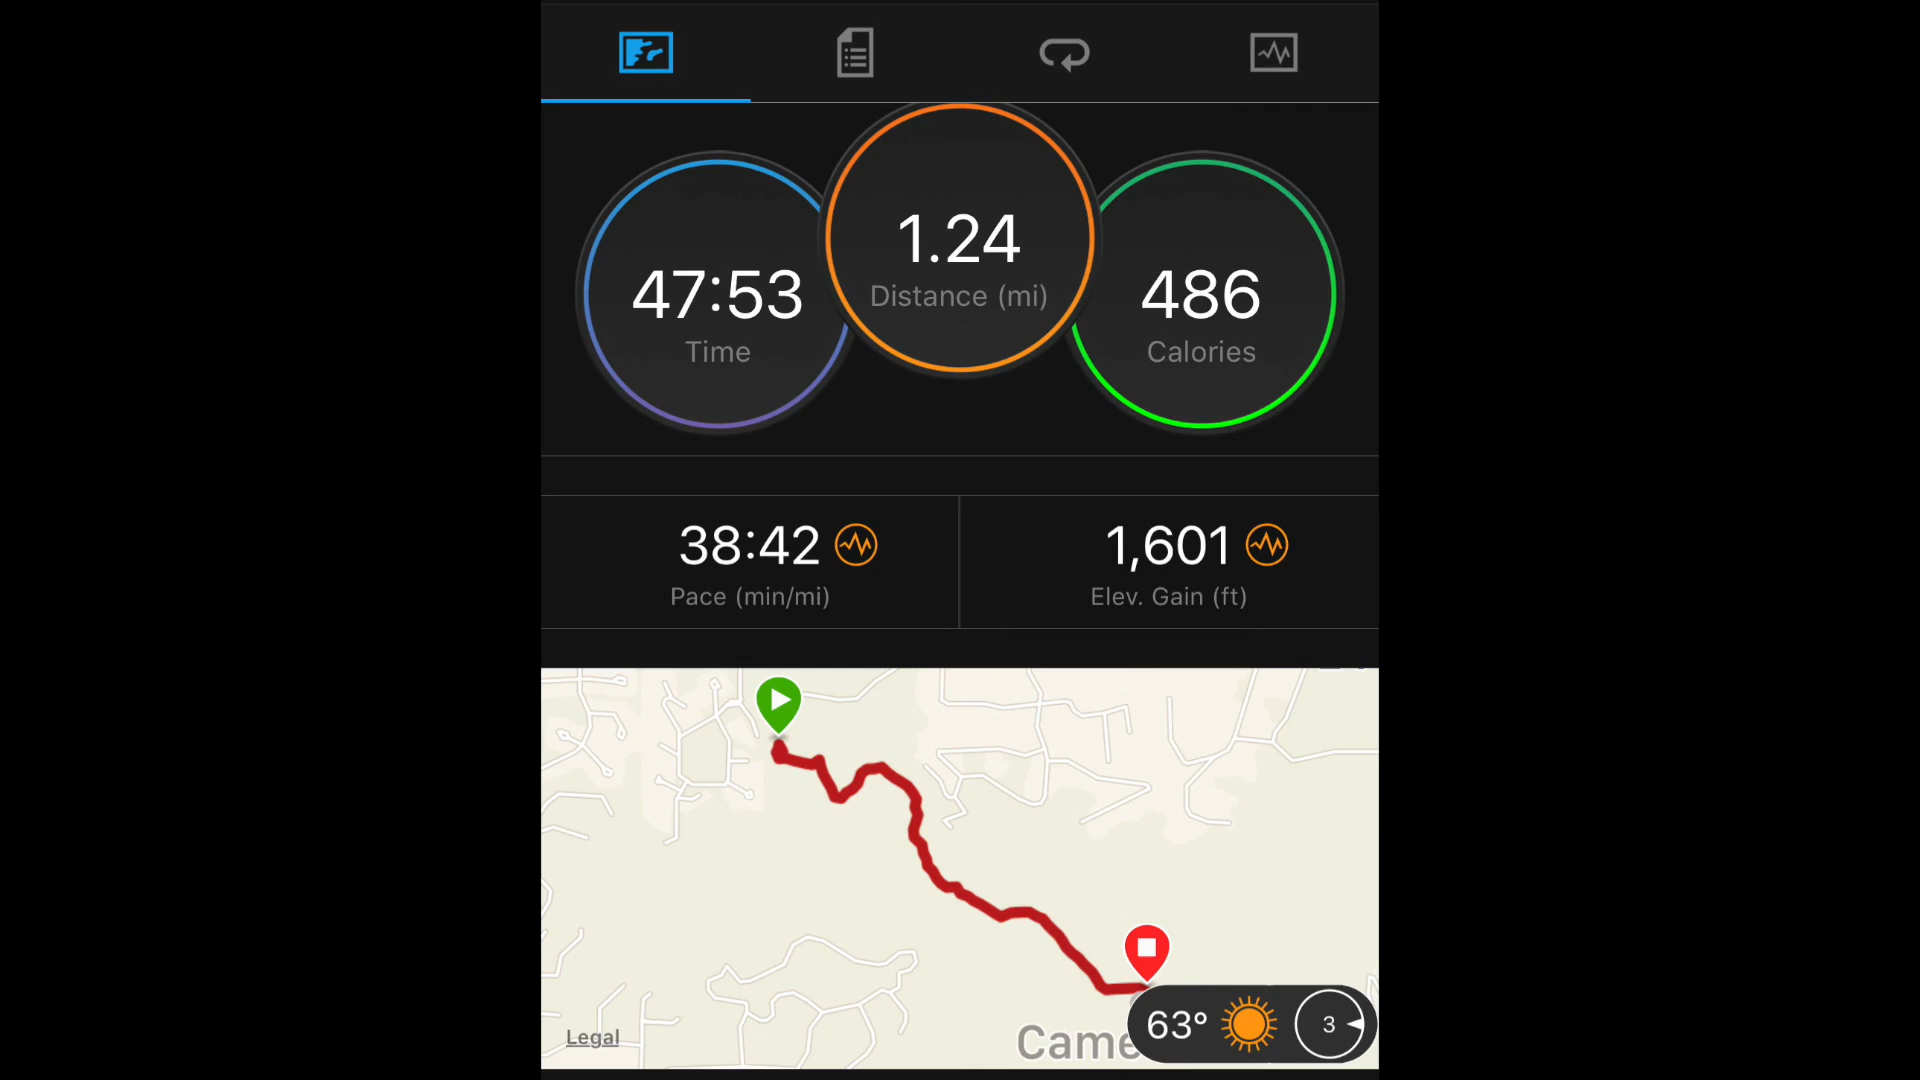 1.24
Distance (mi)
47:53
Time
486
Calories
38:42
Pace (min/mi)
1,601
Elev. Gain (ft)
63°
3
Legal
Came